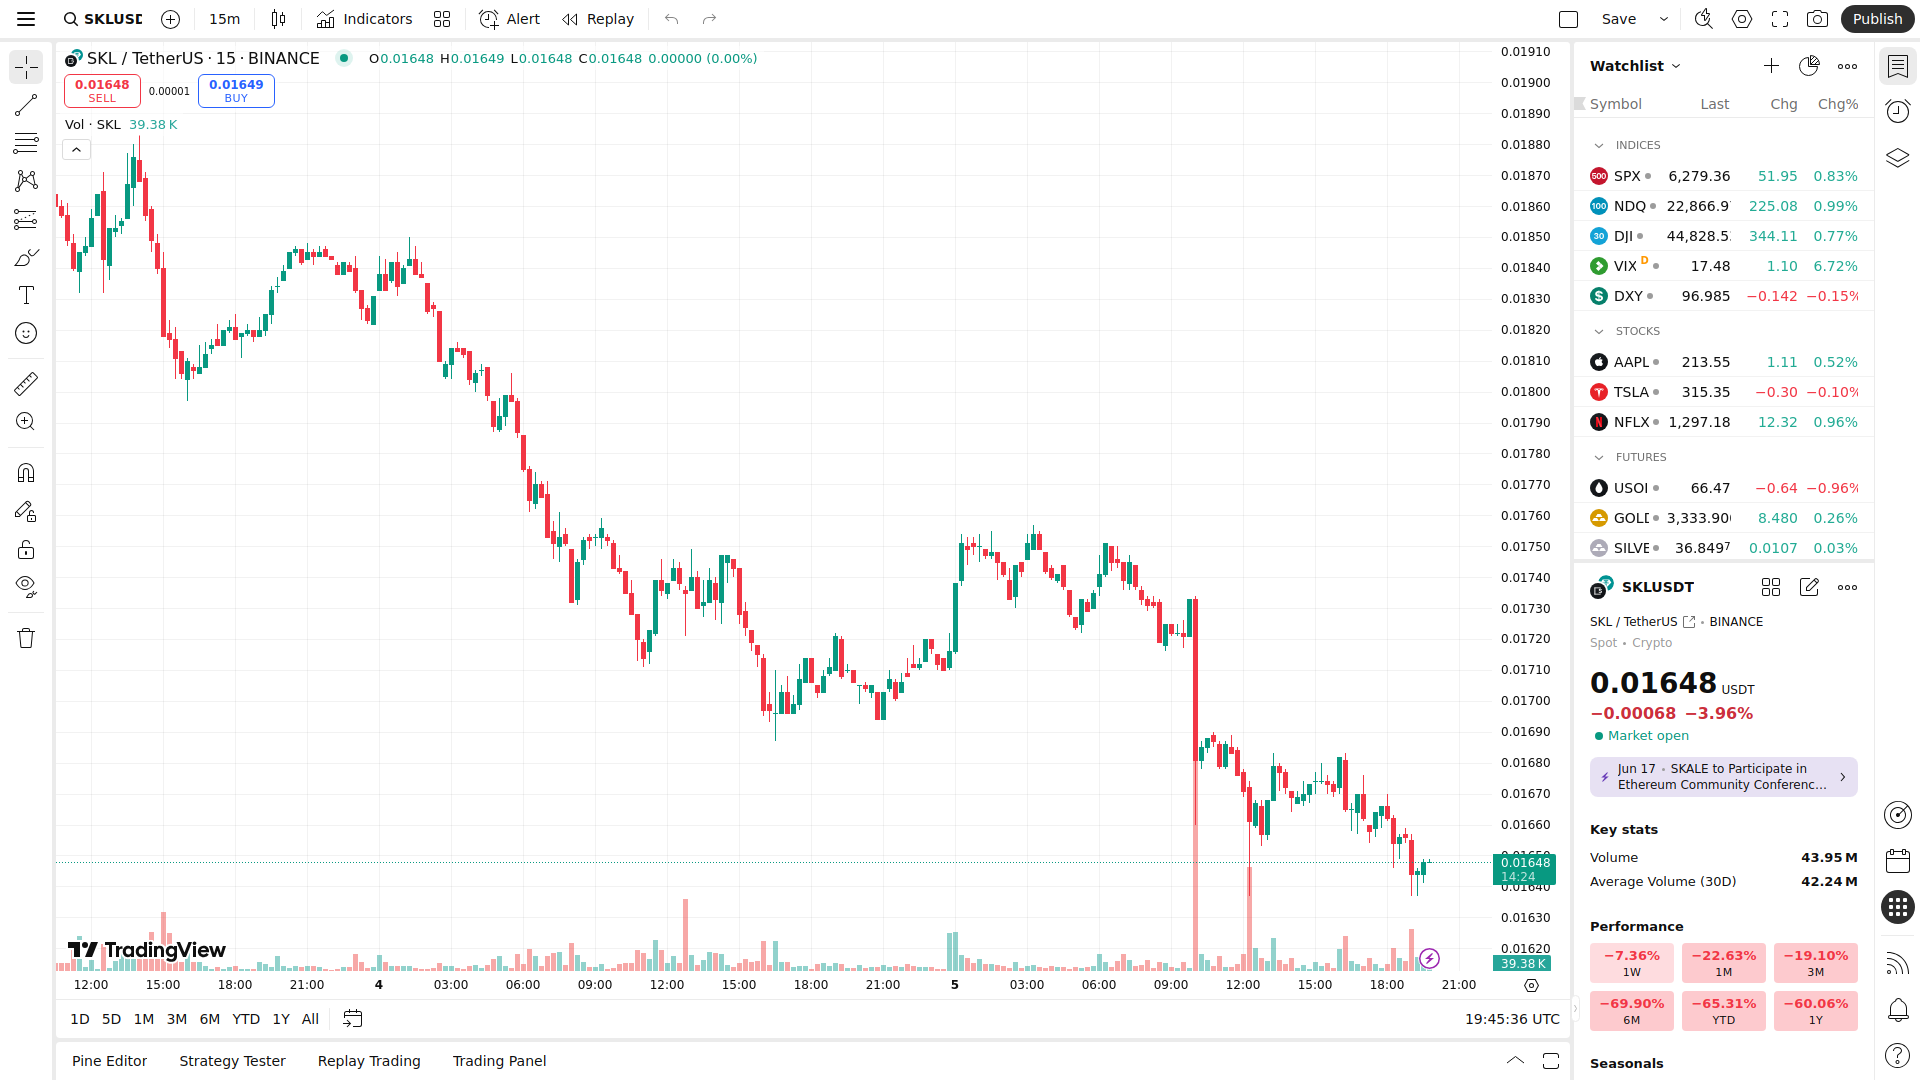 SKLUSD
15m
Indicators
Alert
Replay
Save
Publish
SKL / TetherUS · 15 · BINANCE
O0.01648 H0.01649 L0.01648 C0.01648 0.00000 (0.00%)
0.01648
SELL
0.00001
0.01649
BUY
Vol · SKL 39.38 K
0.01910
0.01900
0.01890
0.01880
0.01870
0.01860
0.01850
0.01840
0.01830
0.01820
0.01810
0.01800
0.01790
0.01780
0.01770
0.01760
0.01750
0.01740
0.01730
0.01720
0.01710
0.01700
0.01690
0.01680
0.01670
0.01660
0.01648
14:24
0.01640
0.01630
0.01620
39.38 K
TradingView
12:00 15:00 18:00 21:00 4 03:00 06:00 09:00 12:00 15:00 18:00 21:00 5 03:00 06:00 09:00 12:00 15:00 18:00 21:00
1D 5D 1M 3M 6M YTD 1Y All
19:45:36 UTC
Pine Editor Strategy Tester Replay Trading Trading Panel
Watchlist
Symbol Last Chg Chg%
INDICES
SPX 6,279.36 51.95 0.83%
NDQ 22,866.9 225.08 0.99%
DJI 44,828.5 344.11 0.77%
VIX D 17.48 1.10 6.72%
DXY 96.985 −0.142 −0.15%
STOCKS
AAPL 213.55 1.11 0.52%
TSLA 315.35 −0.30 −0.10%
NFLX 1,297.18 12.32 0.96%
FUTURES
USOI 66.47 −0.64 −0.96%
GOLD 3,333.90 8.480 0.26%
SILVE 36.8497 0.0107 0.03%
SKLUSDT
SKL / TetherUS • BINANCE
Spot • Crypto
0.01648 USDT
−0.00068 −3.96%
Market open
Jun 17 • SKALE to Participate in
Ethereum Community Conferenc...
Key stats
Volume 43.95 M
Average Volume (30D) 42.24 M
Performance
−7.36% −22.63% −19.10%
1W 1M 3M
−69.90% −65.31% −60.06%
6M YTD 1Y
Seasonals